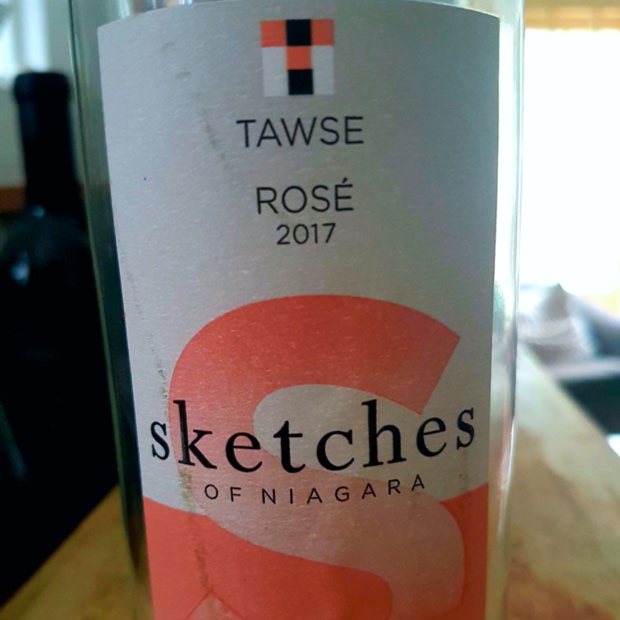 TAWSE
ROSÉ
2017
sketches
OF NIAGARA